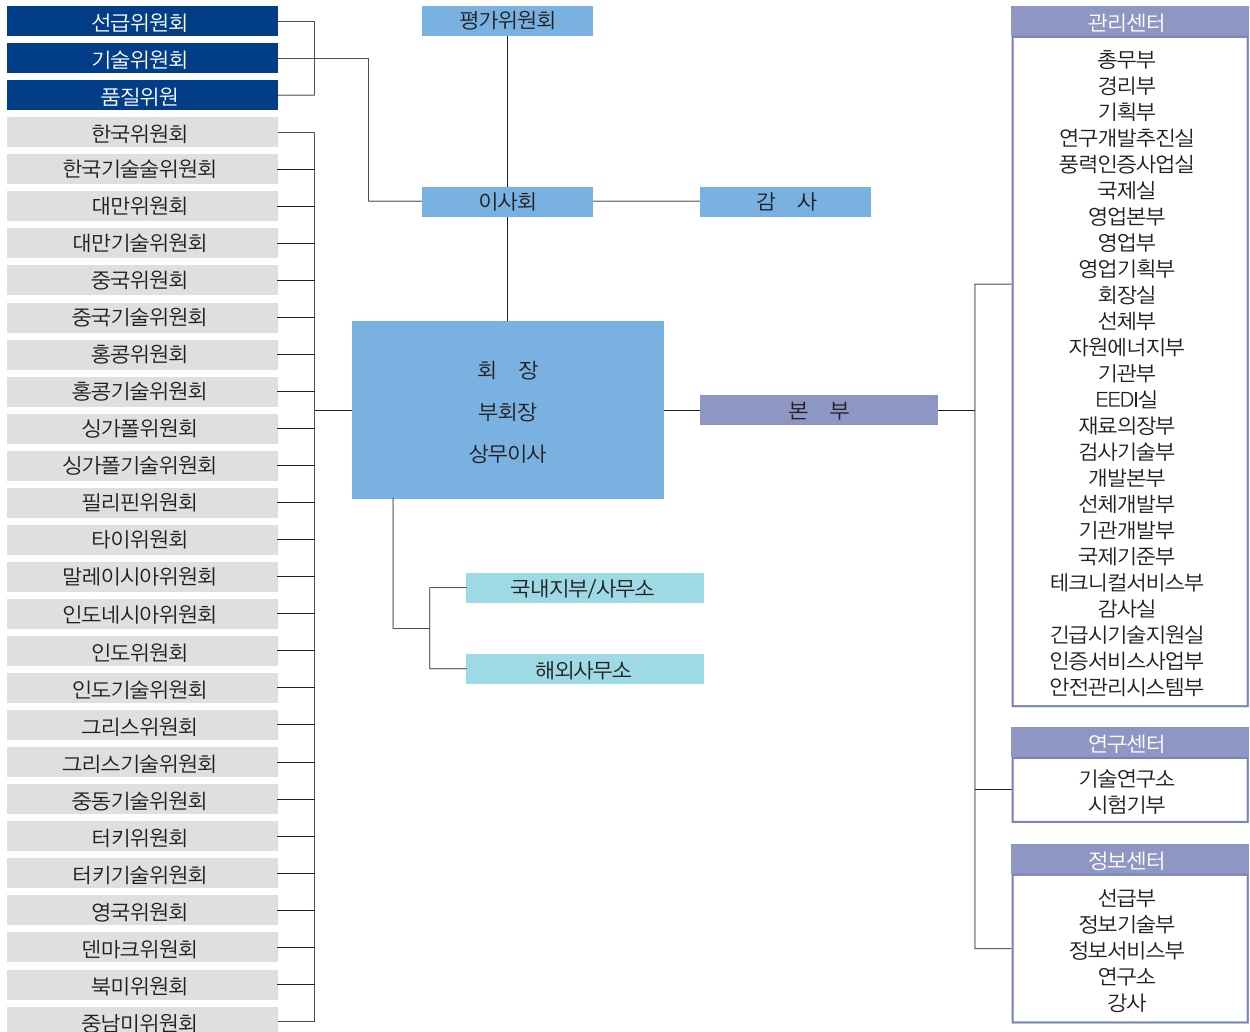 선급위원회
기술위원회
품질위원
한국위원회
한국기술술위원회
대만위원회
대만기술위원회
중국위원회
중국기술위원회
홍콩위원회
홍콩기술위원회
싱가폴위원회
싱가폴기술위원회
필리핀위원회
타이위원회
말레이시아위원회
인도네시아위원회
인도위원회
인도기술위원회
그리스위원회
그리스기술위원회
중동기술위원회
터키위원회
터키기술위원회
영국위원회
덴마크위원회
북미위원회
중남미위원회
평가위원회
이사회
감 사
회 장
부회장
상무이사
본 부
국내지부/사무소
해외사무소
관리센터
총무부
경리부
기획부
연구개발추진실
풍력인증사업실
국제실
영업본부
영업부
영업기획부
회장실
선체부
자원에너지부
기관부
EEDI실
재료의장부
검사기술부
개발본부
선체개발부
기관개발부
국제기준부
테크니컬서비스부
감사실
긴급시기술지원실
인증서비스사업부
안전관리시스템부
연구센터
기술연구소
시험기부
정보센터
선급부
정보기술부
정보서비스부
연구소
강사